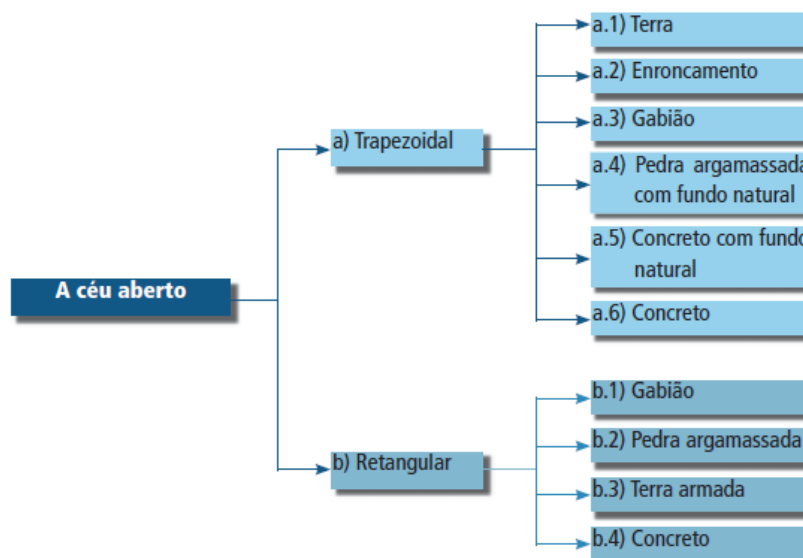 a.1) Terra
a.2) Enroncamento
a.3) Gabião
a) Trapezoidal
a.4) Pedra argamassada
com fundo natural
a.5) Concreto com fundo
natural
A céu aberto
a.6) Concreto
b.1) Gabião
b.2) Pedra argamassada
b) Retangular
b.3) Terra armada
b.4) Concreto